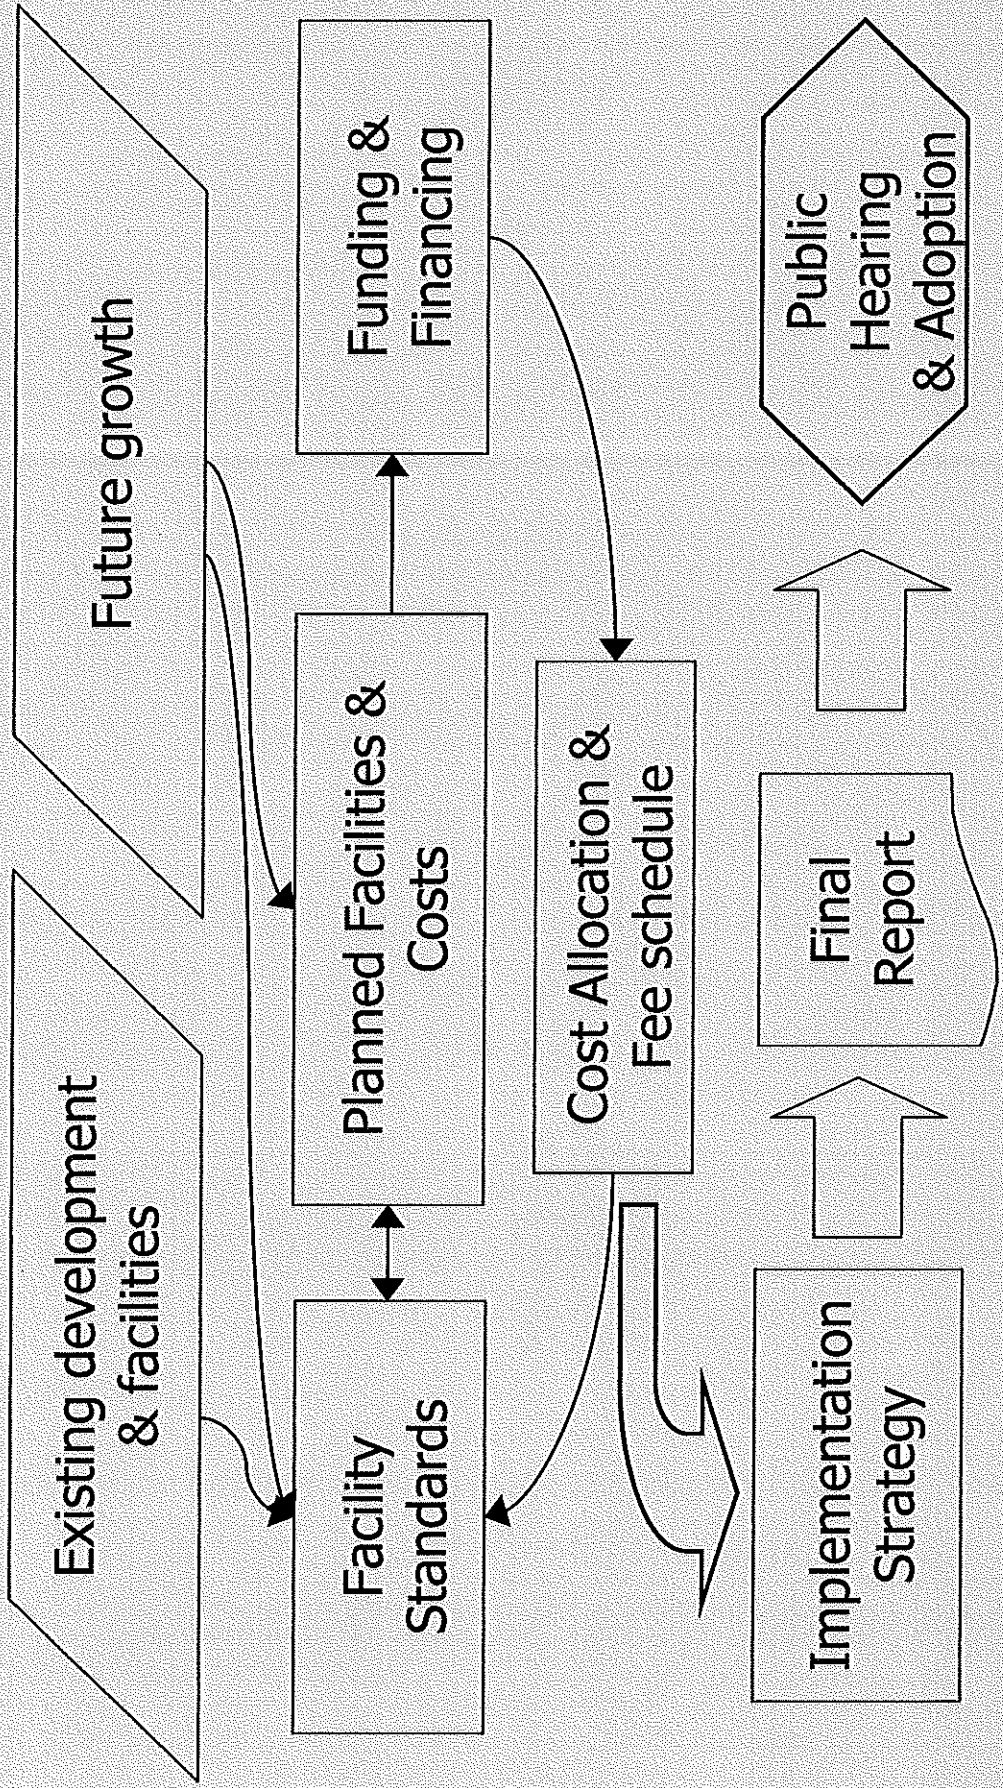 Existing development
& facilities
Future growth
Facility
Standards
Planned Facilities &
Costs
Funding &
Financing
Cost Allocation &
Fee schedule
Implementation
Strategy
Final
Report
Public
Hearing
& Adoption